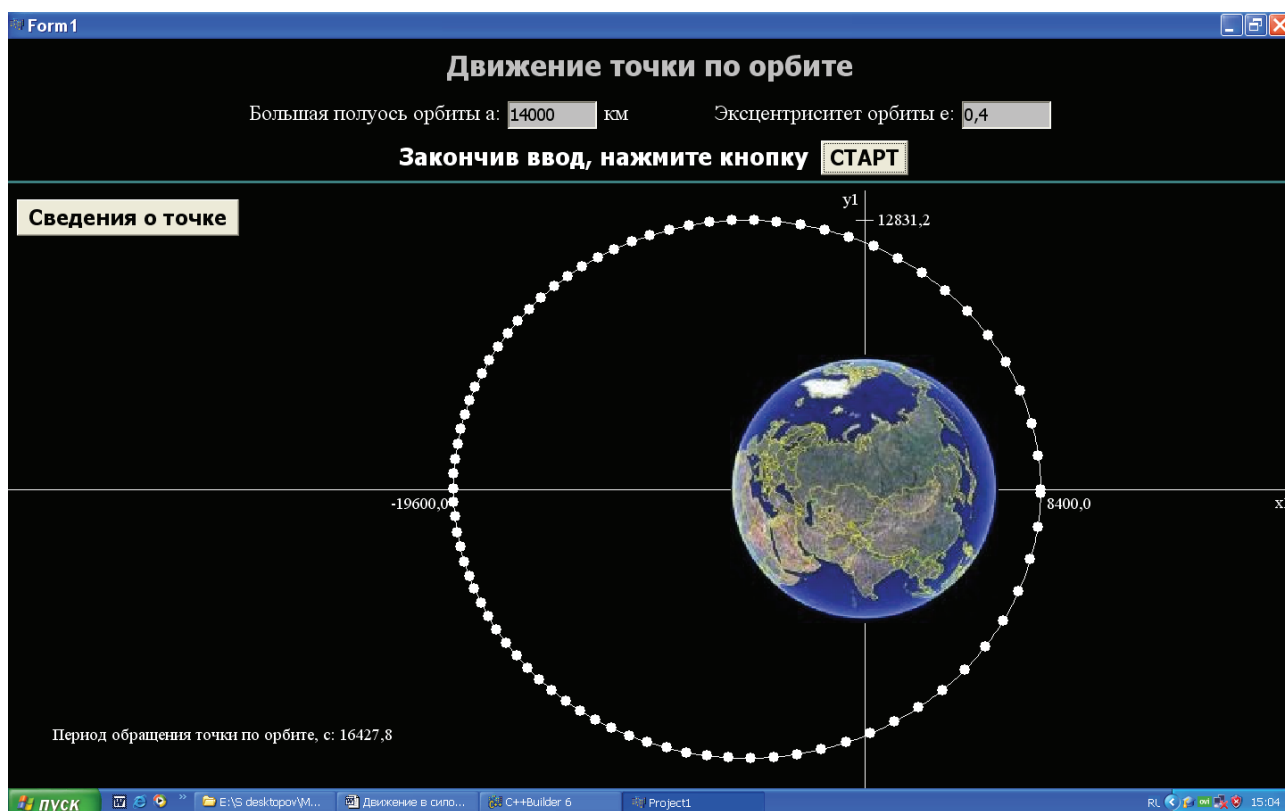 Form1
Движение точки по орбите
Большая полуось орбиты a: 14000 км Эксцентриситет орбиты e: 0,4
Закончив ввод, нажмите кнопку СТАРТ
Сведения о точке
y1
12831,2
-19600,0
8400,0
Период обращения точки по орбите, с: 16427,8
пуск
E:\S desktopov\M...
Движение в сило...
C++Builder 6
Project1
RU
15:04